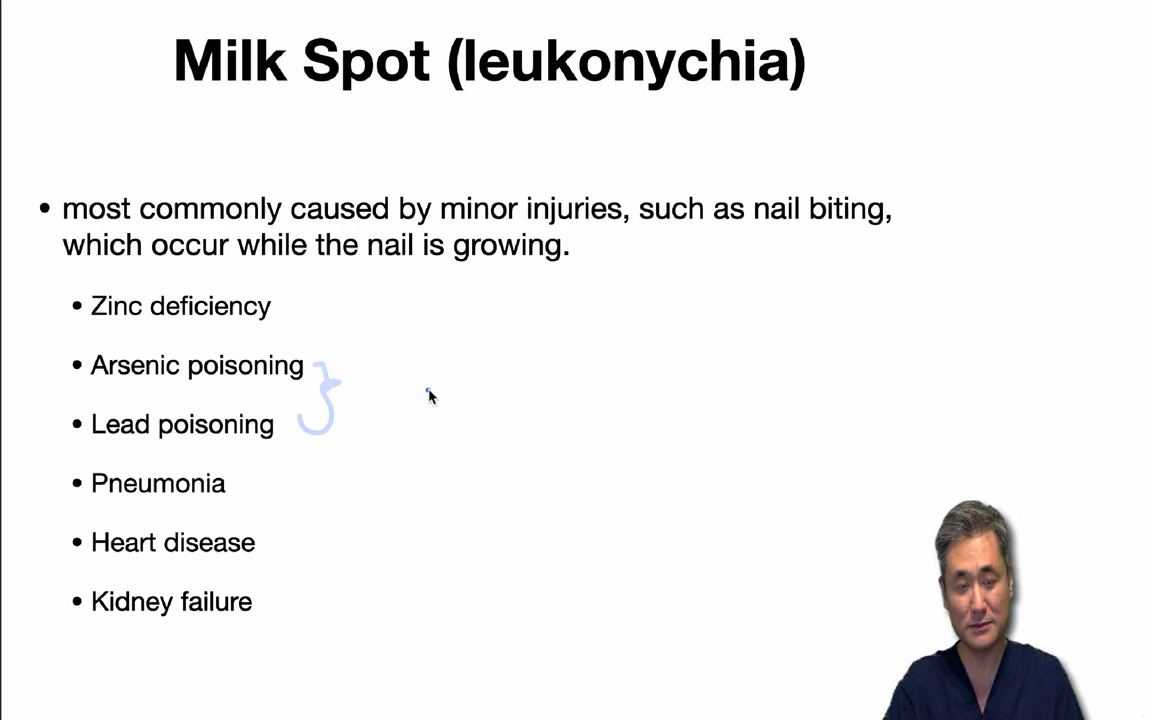 Milk Spot (leukonychia)
• most commonly caused by minor injuries, such as nail biting,
which occur while the nail is growing.
• Zinc deficiency
• Arsenic poisoning
• Lead poisoning
• Pneumonia
• Heart disease
• Kidney failure